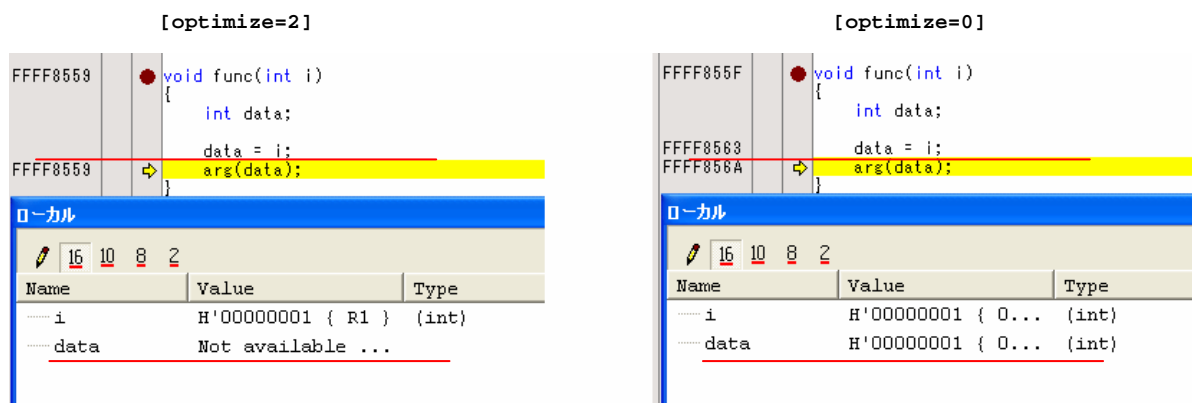 [optimize=2]
FFFF8559 void func(int i)
{
int data;
data = i;
FFFF8559 arg(data);
}
ローカル
16 10 8 2
Name Value Type
i H'00000001 { R1 } (int)
data Not available ...
[optimize=0]
FFFF855F void func(int i)
{
int data;
FFFF8563 data = i;
FFFF856A arg(data);
}
ローカル
16 10 8 2
Name Value Type
i H'00000001 { 0... (int)
data H'00000001 { 0... (int)